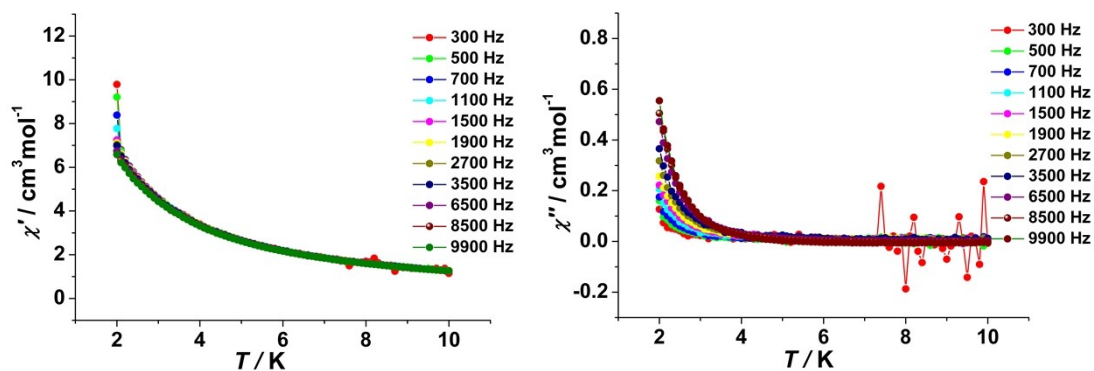 χ′ / cm³mol⁻¹
12
10
8
6
4
2
0
2 4 6 8 10
T / K
300 Hz
500 Hz
700 Hz
1100 Hz
1500 Hz
1900 Hz
2700 Hz
3500 Hz
6500 Hz
8500 Hz
9900 Hz
χ″ / cm³mol⁻¹
0.8
0.6
0.4
0.2
0.0
-0.2
2 4 6 8 10
T / K
300 Hz
500 Hz
700 Hz
1100 Hz
1500 Hz
1900 Hz
2700 Hz
3500 Hz
6500 Hz
8500 Hz
9900 Hz